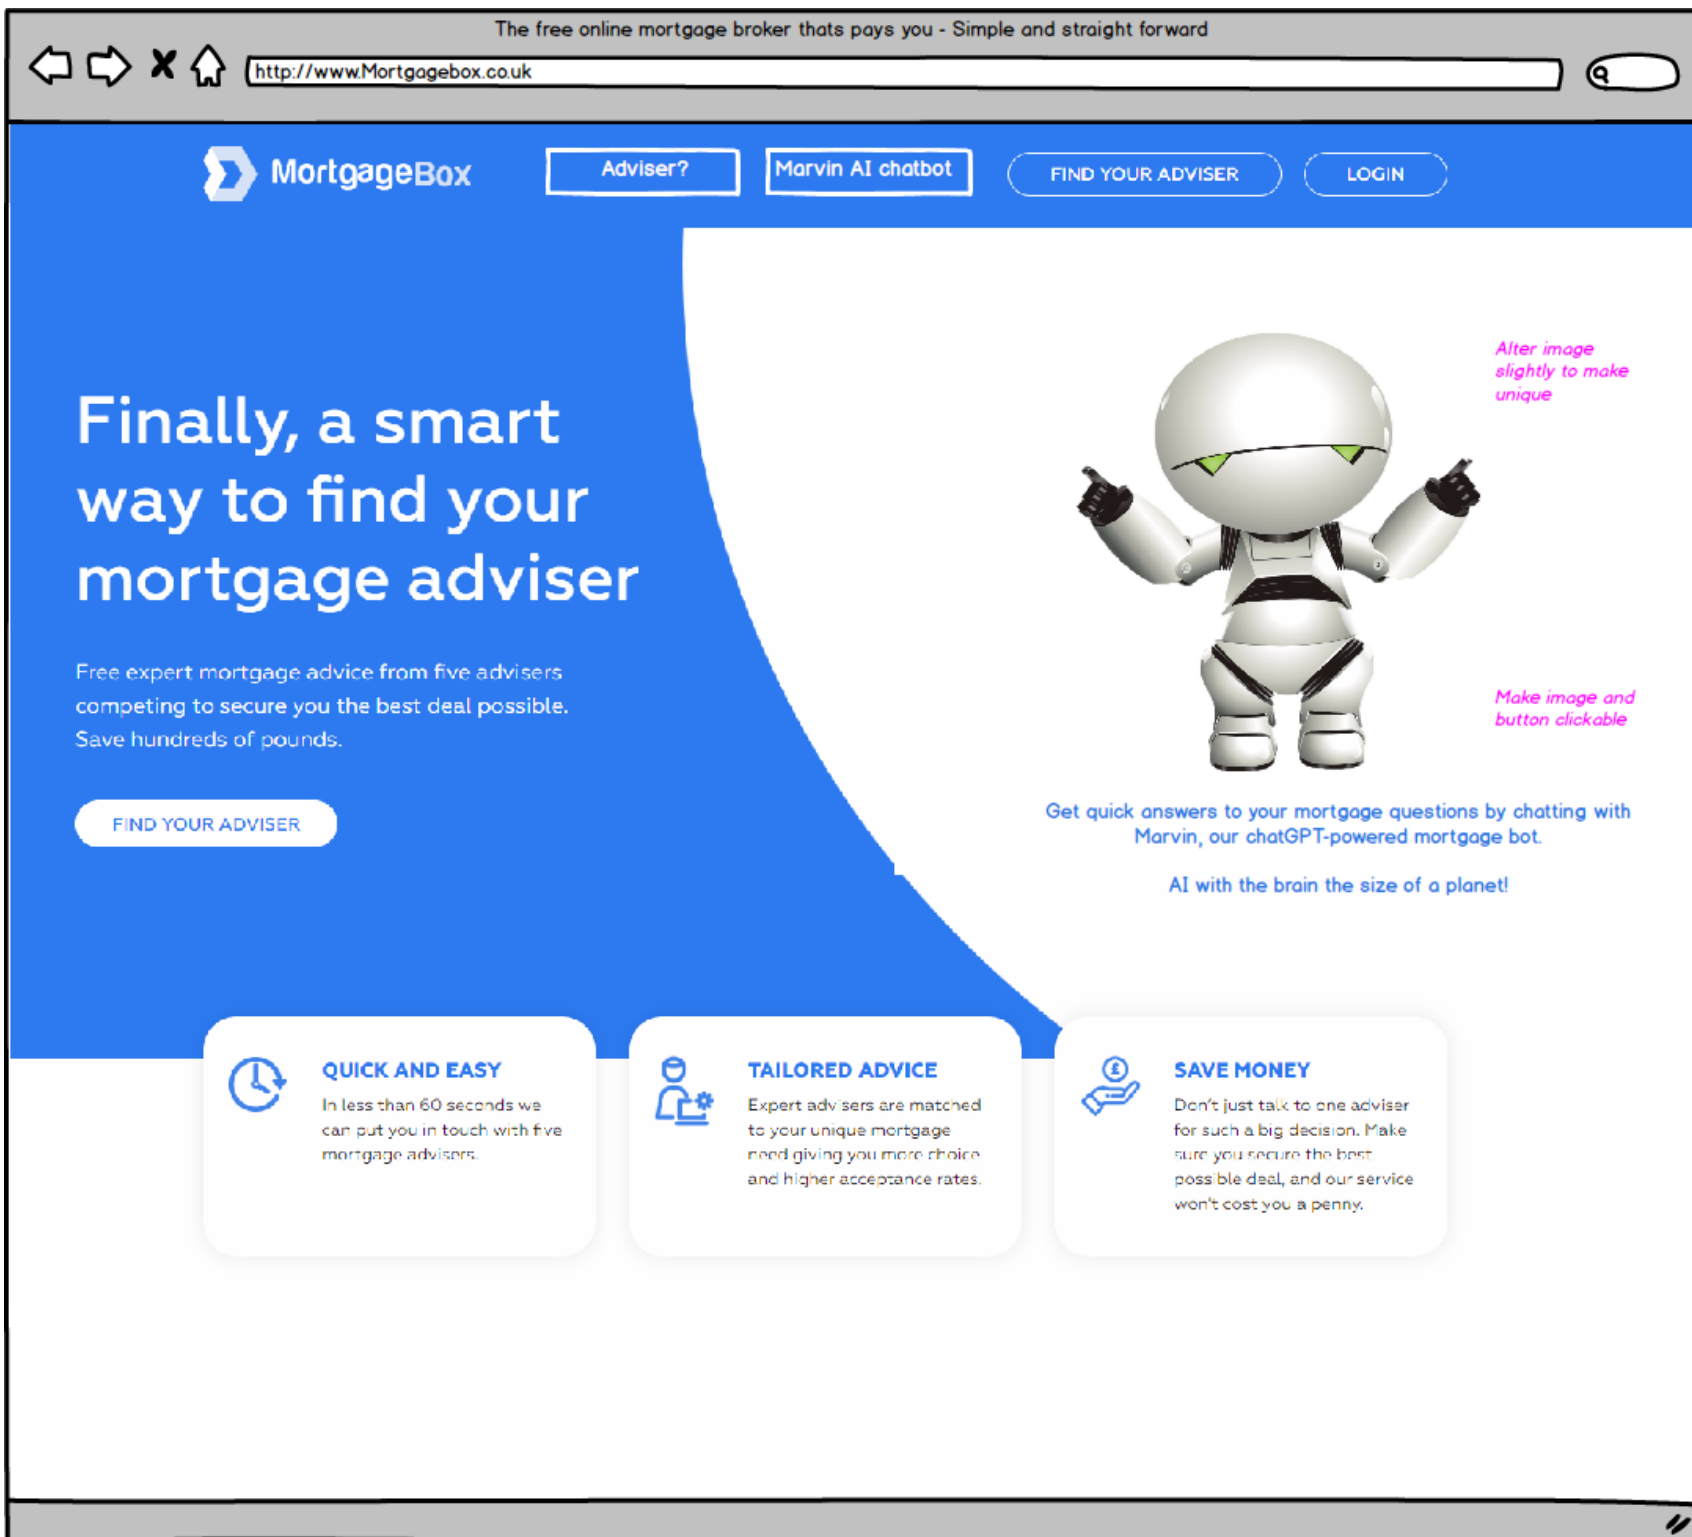 The free online mortgage broker thats pays you - Simple and straight forward
http://www.Mortgagebox.co.uk
MortgageBox
Adviser?
Marvin AI chatbot
FIND YOUR ADVISER
LOGIN
Finally, a smart
way to find your
mortgage adviser
Free expert mortgage advice from five advisers
competing to secure you the best deal possible.
Save hundreds of pounds.
FIND YOUR ADVISER
Alter image
slightly to make
unique
Make image and
button clickable
Get quick answers to your mortgage questions by chatting with
Marvin, our chatGPT-powered mortgage bot.
AI with the brain the size of a planet!
QUICK AND EASY
In less than 60 seconds we
can put you in touch with five
mortgage advisers.
TAILORED ADVICE
Expert advisers are matched
to your unique mortgage
need giving you more choice
and higher acceptance rates.
SAVE MONEY
Don't just talk to one adviser
for such a big decision. Make
sure you secure the best
possible deal, and our service
won't cost you a penny.